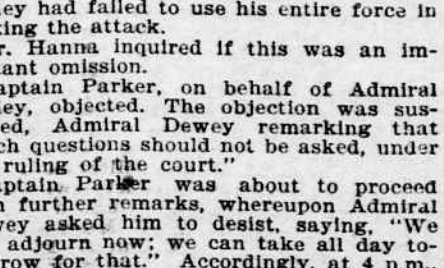 ley had failed to use his entire force in
king the attack.
r. Hanna inquired if this was an im-
tant omission.
aptain Parker, on behalf of Admiral
ley, objected. The objection was sus-
ed, Admiral Dewey remarking that
ch questions should not be asked, under
ruling of the court."
aptain Parker was about to proceed
h further remarks, whereupon Admiral
vey asked him to desist, saying, "We
adjourn now; we can take all day to-
row for that." Accordingly, at 4 p.m.,